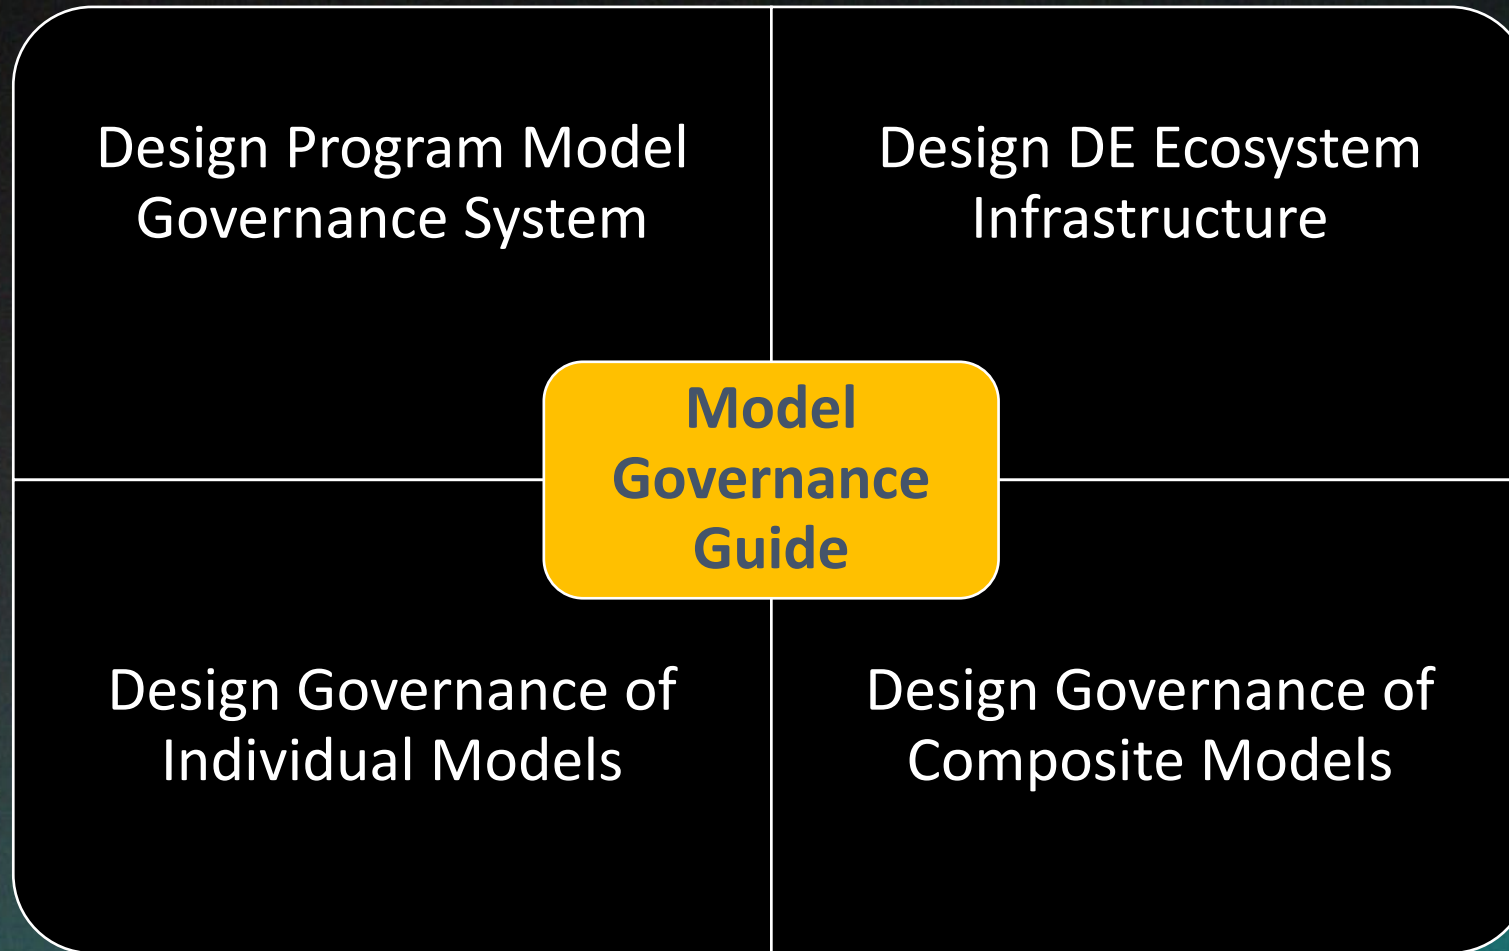 Design Program Model
Governance System
Design DE Ecosystem
Infrastructure
Model
Governance
Guide
Design Governance of
Individual Models
Design Governance of
Composite Models